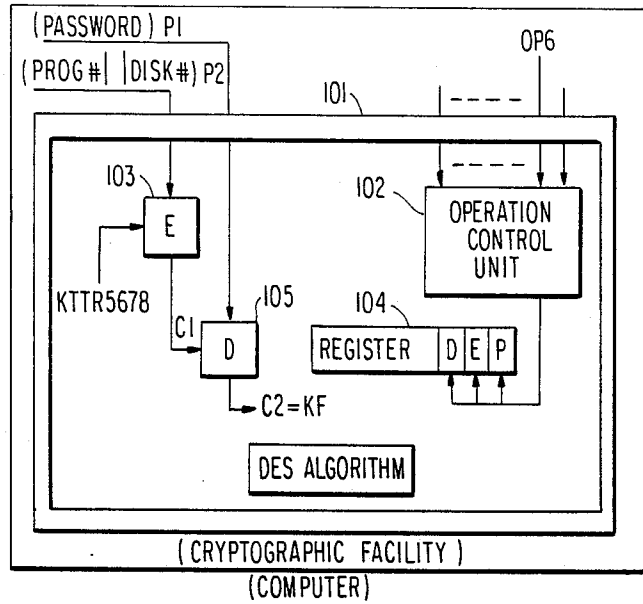 (PASSWORD) P1
OP6
(PROG#| |DISK#) P2
101
103
102
E
OPERATION
CONTROL
UNIT
KTTR5678
105
104
C1
D
REGISTER D E P
C2=KF
DES ALGORITHM
(CRYPTOGRAPHIC FACILITY)
(COMPUTER)